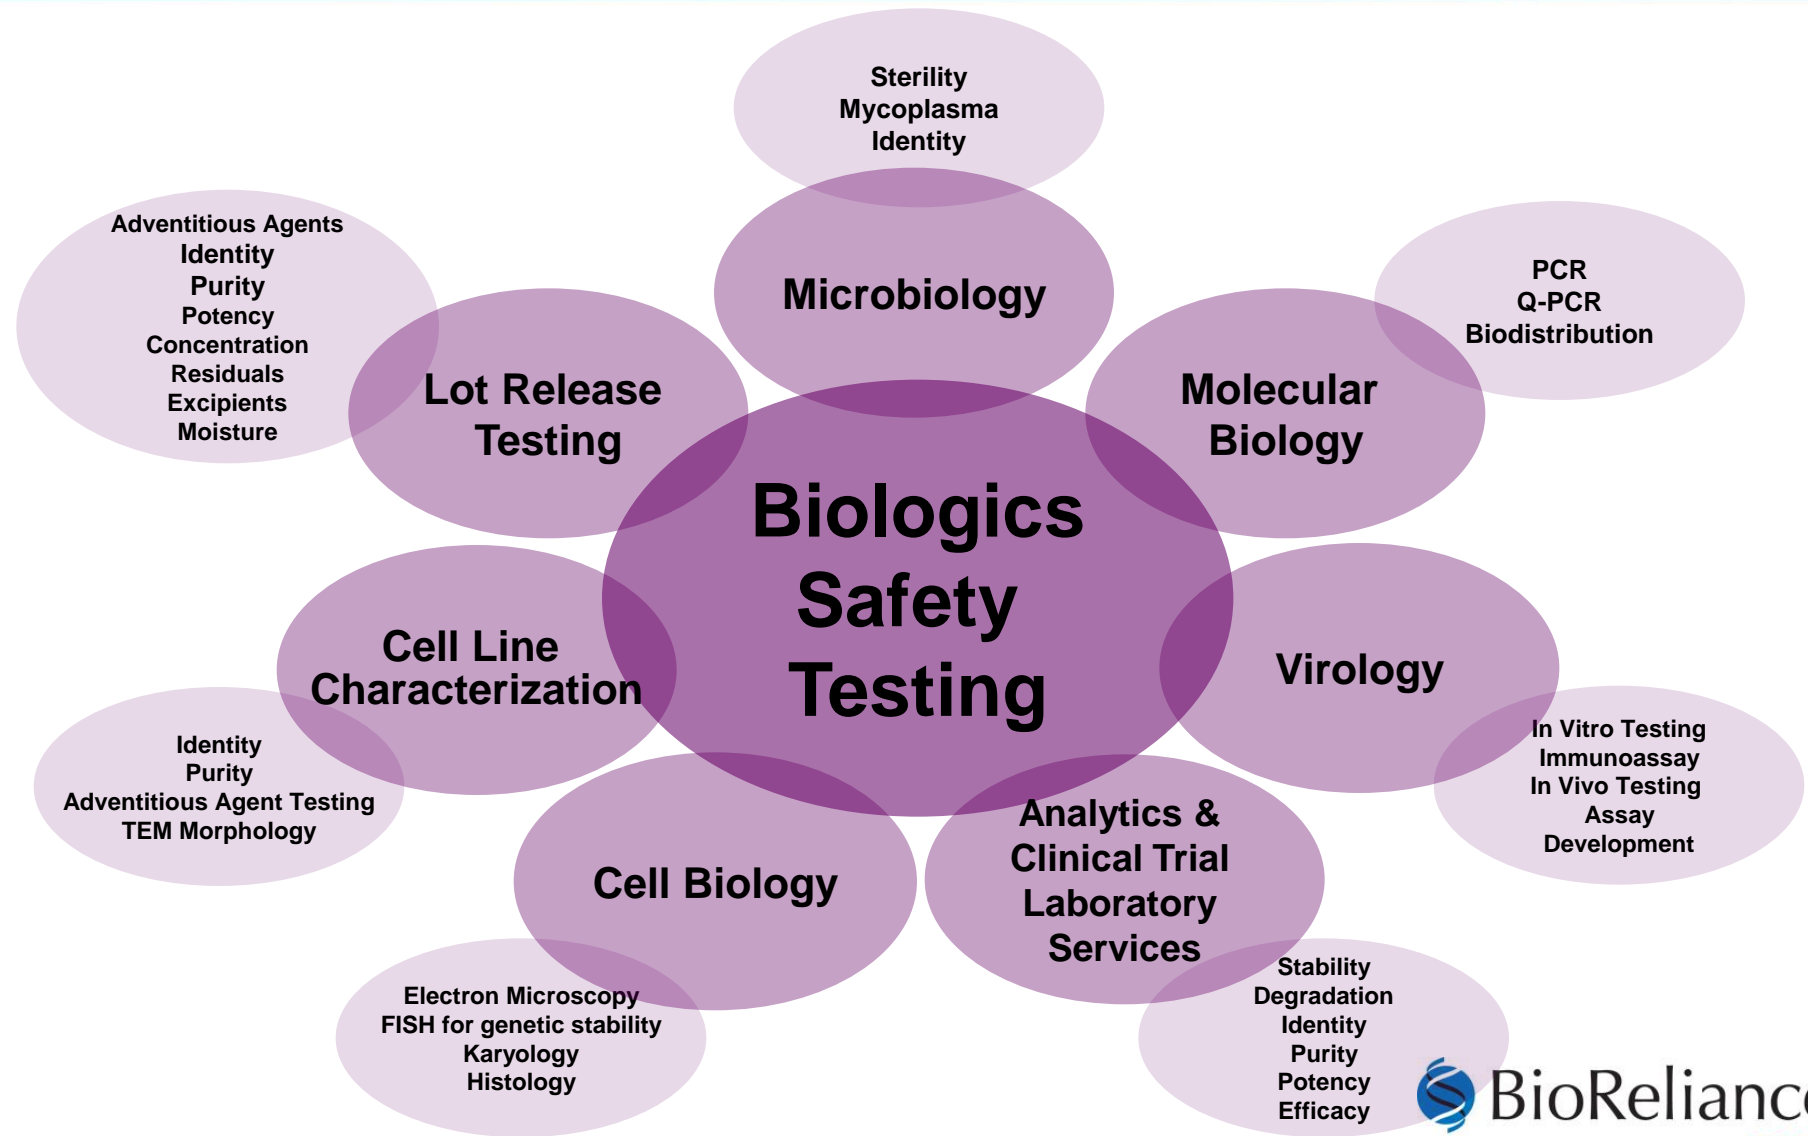 Sterility
Mycoplasma
Identity
Microbiology
Adventitious Agents
Identity
Purity
Potency
Concentration
Residuals
Excipients
Moisture
Lot Release
Testing
PCR
Q-PCR
Biodistribution
Molecular
Biology
Biologics
Safety
Testing
Cell Line
Characterization
Identity
Purity
Adventitious Agent Testing
TEM Morphology
Virology
In Vitro Testing
Immunoassay
In Vivo Testing
Assay
Development
Cell Biology
Electron Microscopy
FISH for genetic stability
Karyology
Histology
Analytics &
Clinical Trial
Laboratory
Services
Stability
Degradation
Identity
Purity
Potency
Efficacy
BioReliance